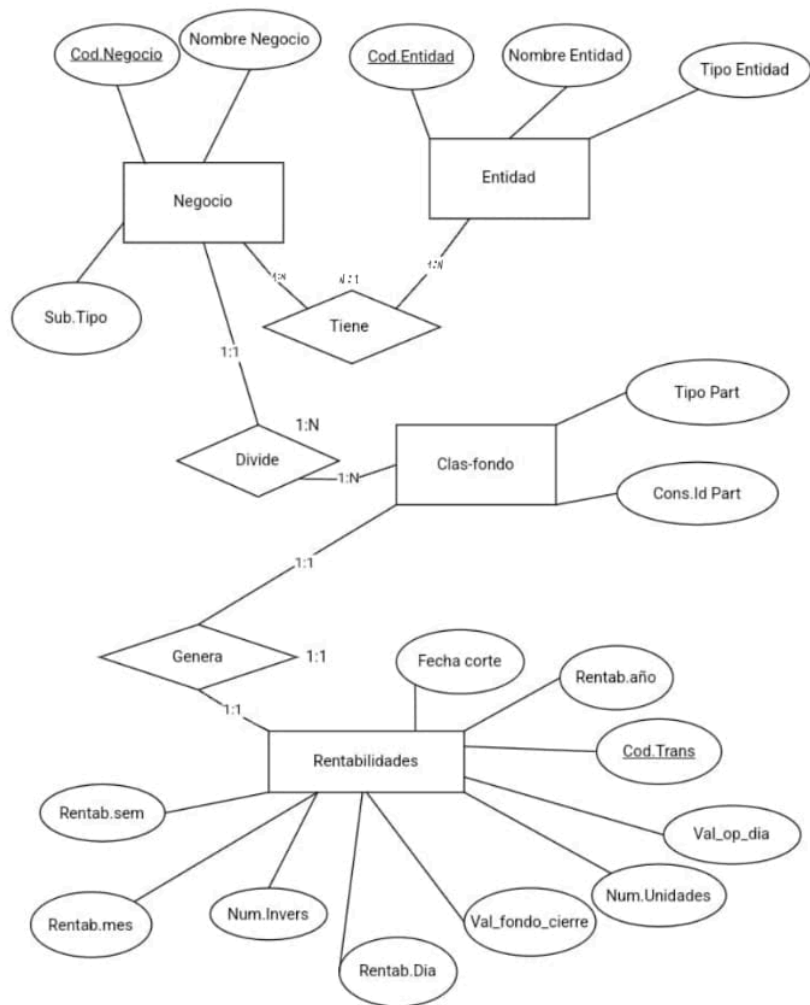 Cod.Negocio
Nombre Negocio
Cod.Entidad
Nombre Entidad
Tipo Entidad
Negocio
Entidad
Sub.Tipo
Tiene
1:1
1:N
Divide
1:N
Clas-fondo
Tipo Part
Cons.Id Part
1:1
Genera
1:1
1:1
Fecha corte
Rentab.año
Cod.Trans
Rentabilidades
Rentab.sem
Val_op_dia
Rentab.mes
Num.Invers
Val_fondo_cierre
Num.Unidades
Rentab.Dia